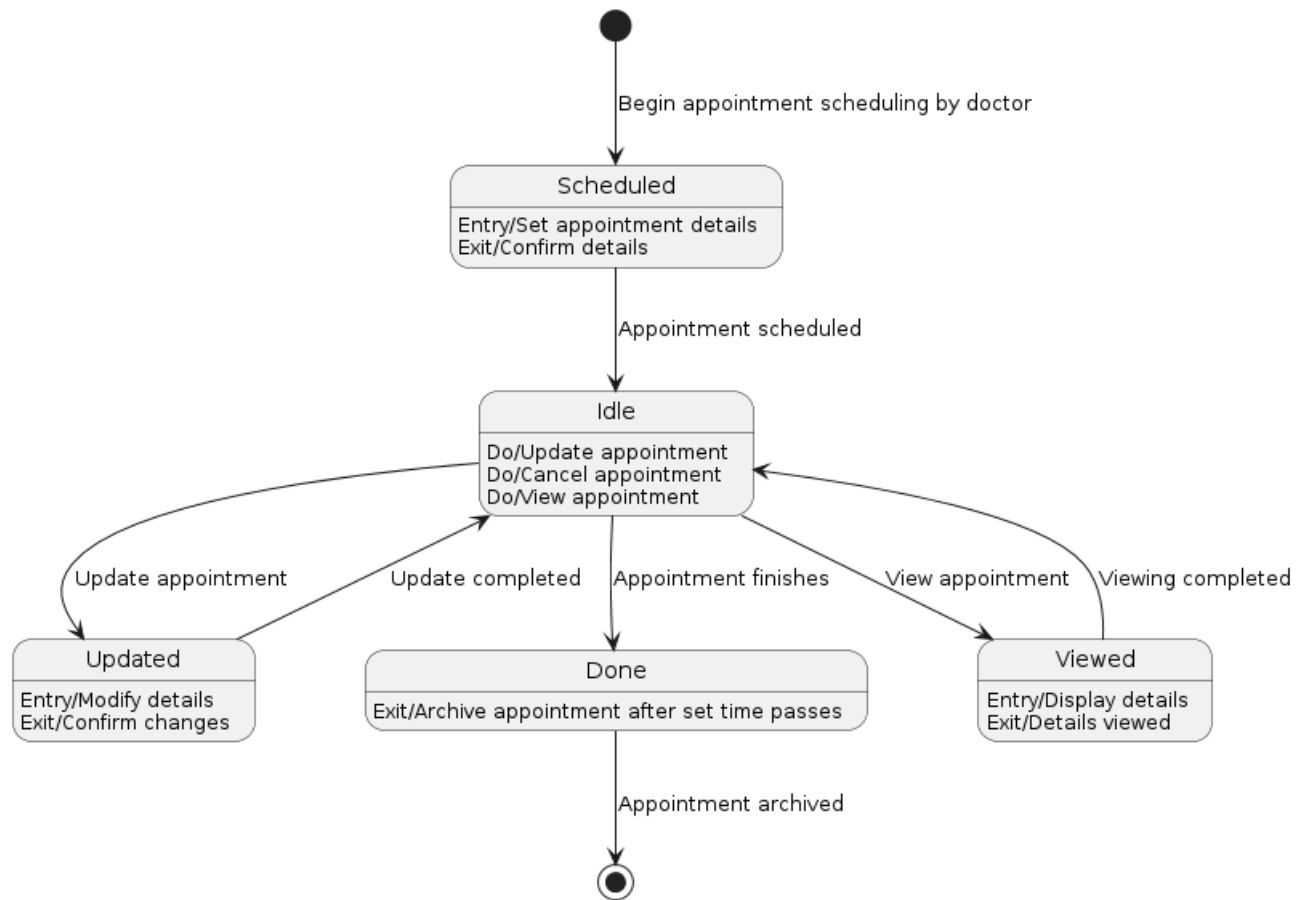 Begin appointment scheduling by doctor
Scheduled
Entry/Set appointment details
Exit/Confirm details
Appointment scheduled
Idle
Do/Update appointment
Do/Cancel appointment
Do/View appointment
Update appointment
Update completed
Appointment finishes
View appointment
Viewing completed
Updated
Entry/Modify details
Exit/Confirm changes
Done
Exit/Archive appointment after set time passes
Viewed
Entry/Display details
Exit/Details viewed
Appointment archived